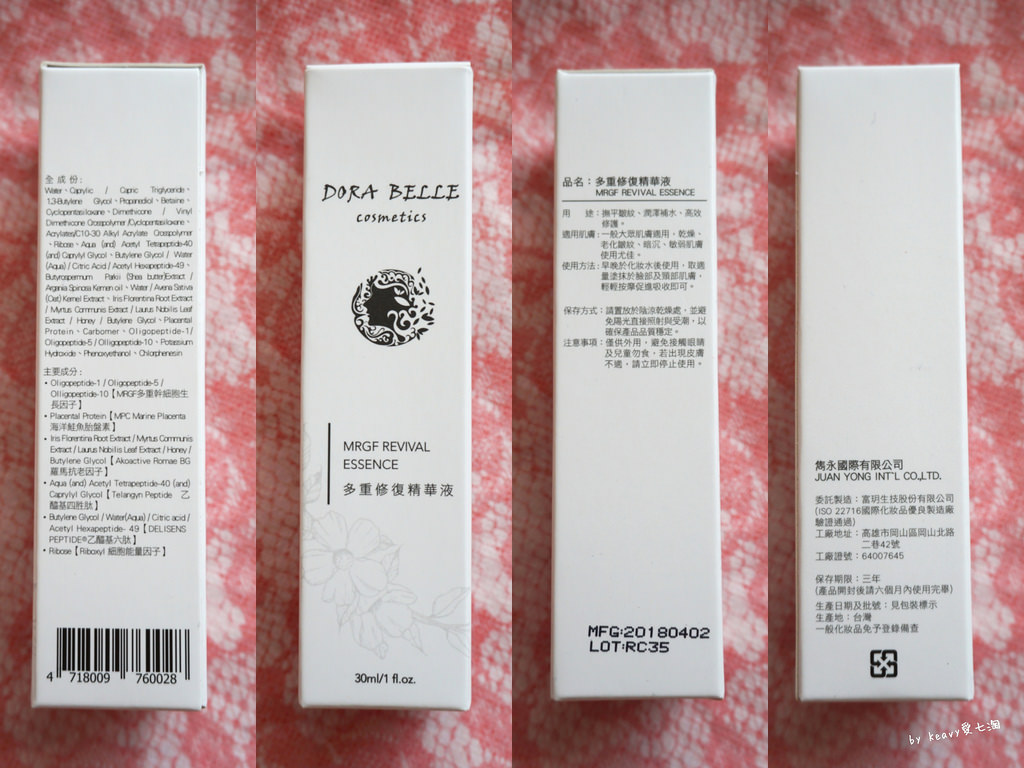 全成份:
Water、Caprylic / Capric Triglyceride、
1,3-Butylene Glycol、Propanediol、Betaine、
Cyclopentasiloxane、Dimethicone / Vinyl
Dimethicone Crosspolymer /Cyclopentasiloxane、
Acrylates/C10-30 Alkyl Acrylate Crosspolymer
、Ribose、Aqua (and) Acetyl Tetrapeptide-40
(and) Caprylyl Glycol、Butylene Glycol / Water
(Aqua) / Citric Acid / Acetyl Hexapeptide-49、
Butyrospermum Parkii (Shea butter)Extract /
Argania Spinosa Kernen oil、Water / Avena Sativa
(Oat) Kernel Extract、Iris Florentina Root Extract
/ Myrtus Communis Extract / Laurus Nobilis Leaf
Extract / Honey / Butylene Glycol、Placental
Protein、Carbomer、Oligopeptide-1/
Oligopeptide-5 / Ollgopeptide-10、Potassium
Hydroxide、Phenoxyethanol、Chlorphenesin
主要成分:
• Oligopeptide-1 / Oligopeptide-5 /
Olligopeptide-10【MRGF多重幹細胞生
長因子】
• Placental Protein【MPC Marine Placenta
海洋鮭魚胎盤素】
• Iris Florentina Root Extract / Myrtus Communis
Extract / Laurus Nobilis Leaf Extract / Honey /
Butylene Glycol【Akoactive Romae BG
羅馬抗老因子】
• Aqua (and) Acetyl Tetrapeptide-40 (and)
Caprylyl Glycol【Telangyn Peptide 乙
醯基四胜肽】
• Butylene Glycol / Water(Aqua) / Citric acid /
Acetyl Hexapeptide- 49【DELISENS
PEPTIDE®乙醯基六肽】
• Ribose【Riboxyl 細胞能量因子】
4 718009 760028
DORA BELLE
cosmetics
MRGF REVIVAL
ESSENCE
多重修復精華液
30ml/1 fl.oz.
品名：多重修復精華液
MRGF REVIVAL ESSENCE
用 途：撫平皺紋、潤澤補水、高效
修護。
適用肌膚：一般大眾肌膚適用，乾燥、
老化皺紋、暗沉、敏弱肌膚
使用尤佳。
使用方法：早晚於化妝水後使用，取適
量塗抹於臉部及頸部肌膚，
輕輕按摩促進吸收即可。
保存方式：請置放於陰涼乾燥處，並避
免陽光直接照射與受潮，以
確保產品品質穩定。
注意事項：僅供外用，避免接觸眼睛
及兒童勿食，若出現皮膚
不適，請立即停止使用。
MFG:20180402
LOT:RC35
雋永國際有限公司
JUAN YONG INT`L CO.,LTD.
委託製造：富玥生技股份有限公司
(ISO 22716國際化妝品優良製造廠
驗證通過)
工廠地址：高雄市岡山區岡山北路
二巷42號
工廠證號：64007645
保存期限：三年
(產品開封後請六個月內使用完畢)
生產日期及批號：見包裝標示
生產地：台灣
一般化妝品免予登錄備查
by keavy愛七淘